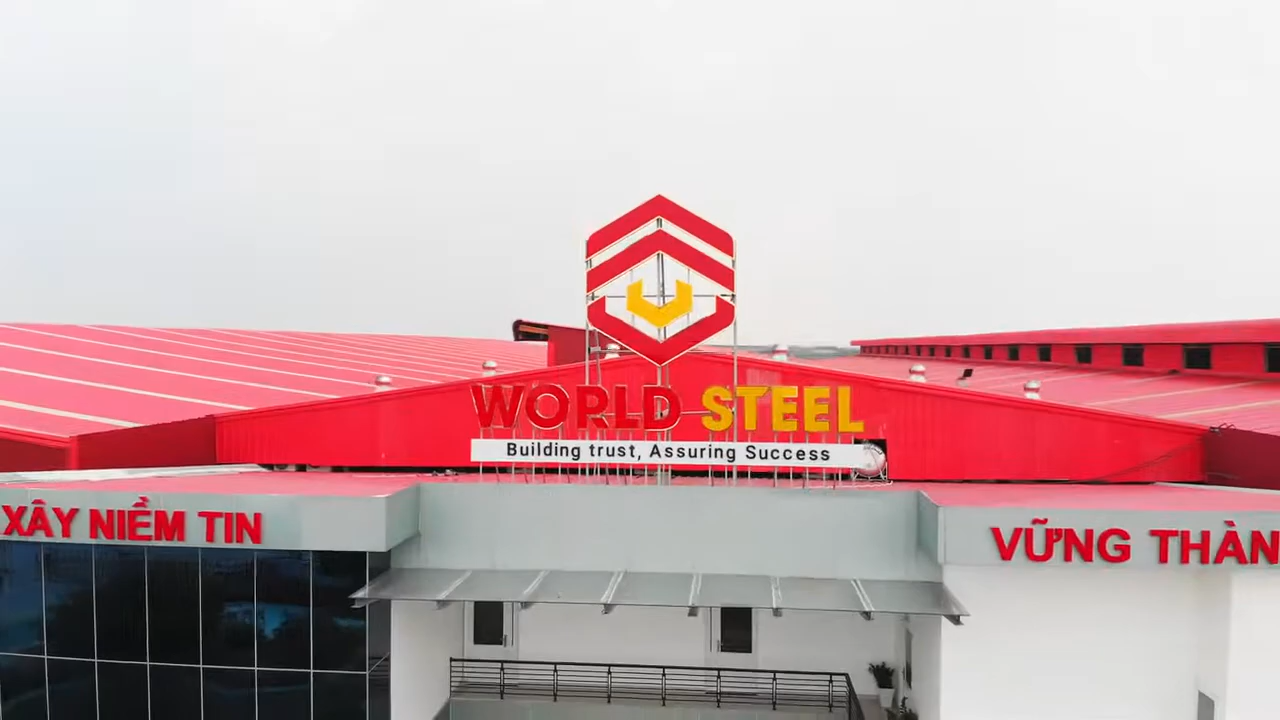 WORLD STEEL
Building trust, Assuring Success
XÂY NIỀM TIN
VỮNG THÀN